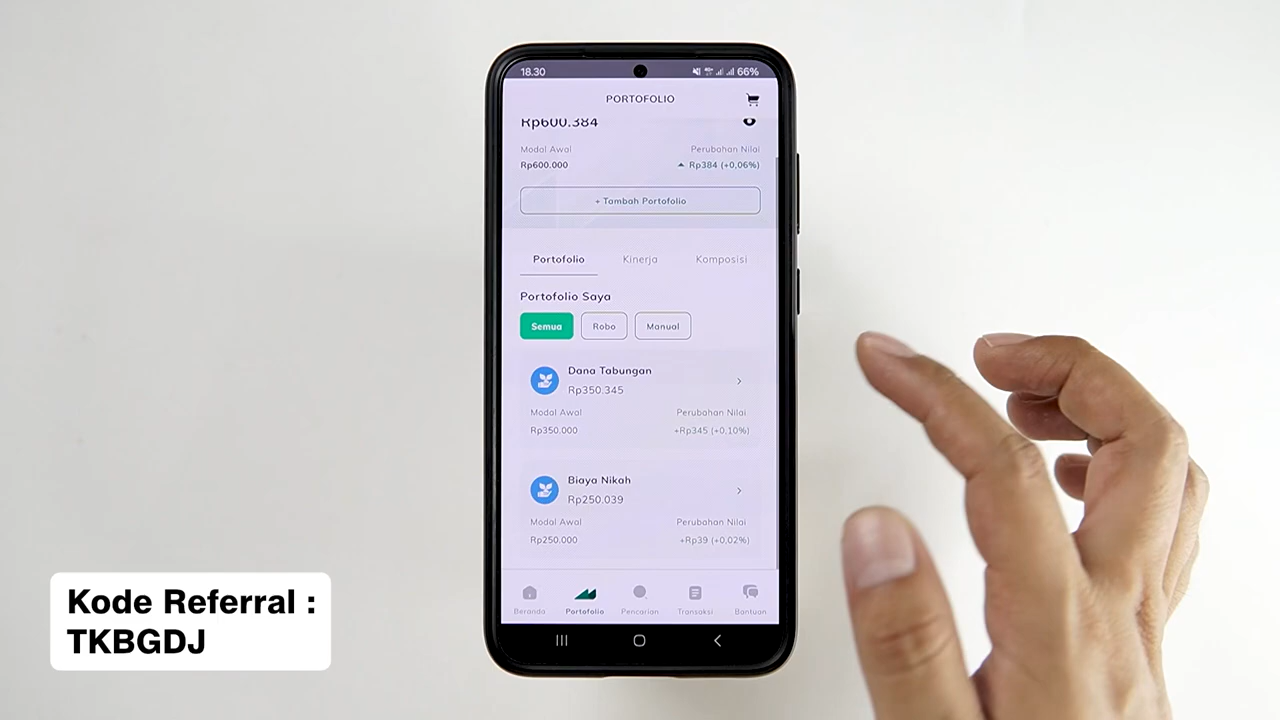 18.30
4G+
66%
PORTOFOLIO
Rp600.384
Modal Awal
Perubahan Nilai
Rp600.000
Rp384 (+0,06%)
+ Tambah Portofolio
Portofolio
Kinerja
Komposisi
Portofolio Saya
Semua
Robo
Manual
Dana Tabungan
Rp350.345
Modal Awal
Perubahan Nilai
Rp350.000
+Rp345 (+0,10%)
Biaya Nikah
Rp250.039
Modal Awal
Perubahan Nilai
Rp250.000
+Rp39 (+0,02%)
Beranda
Portofolio
Pencarian
Transaksi
Bantuan
Kode Referral :
TKBGDJ